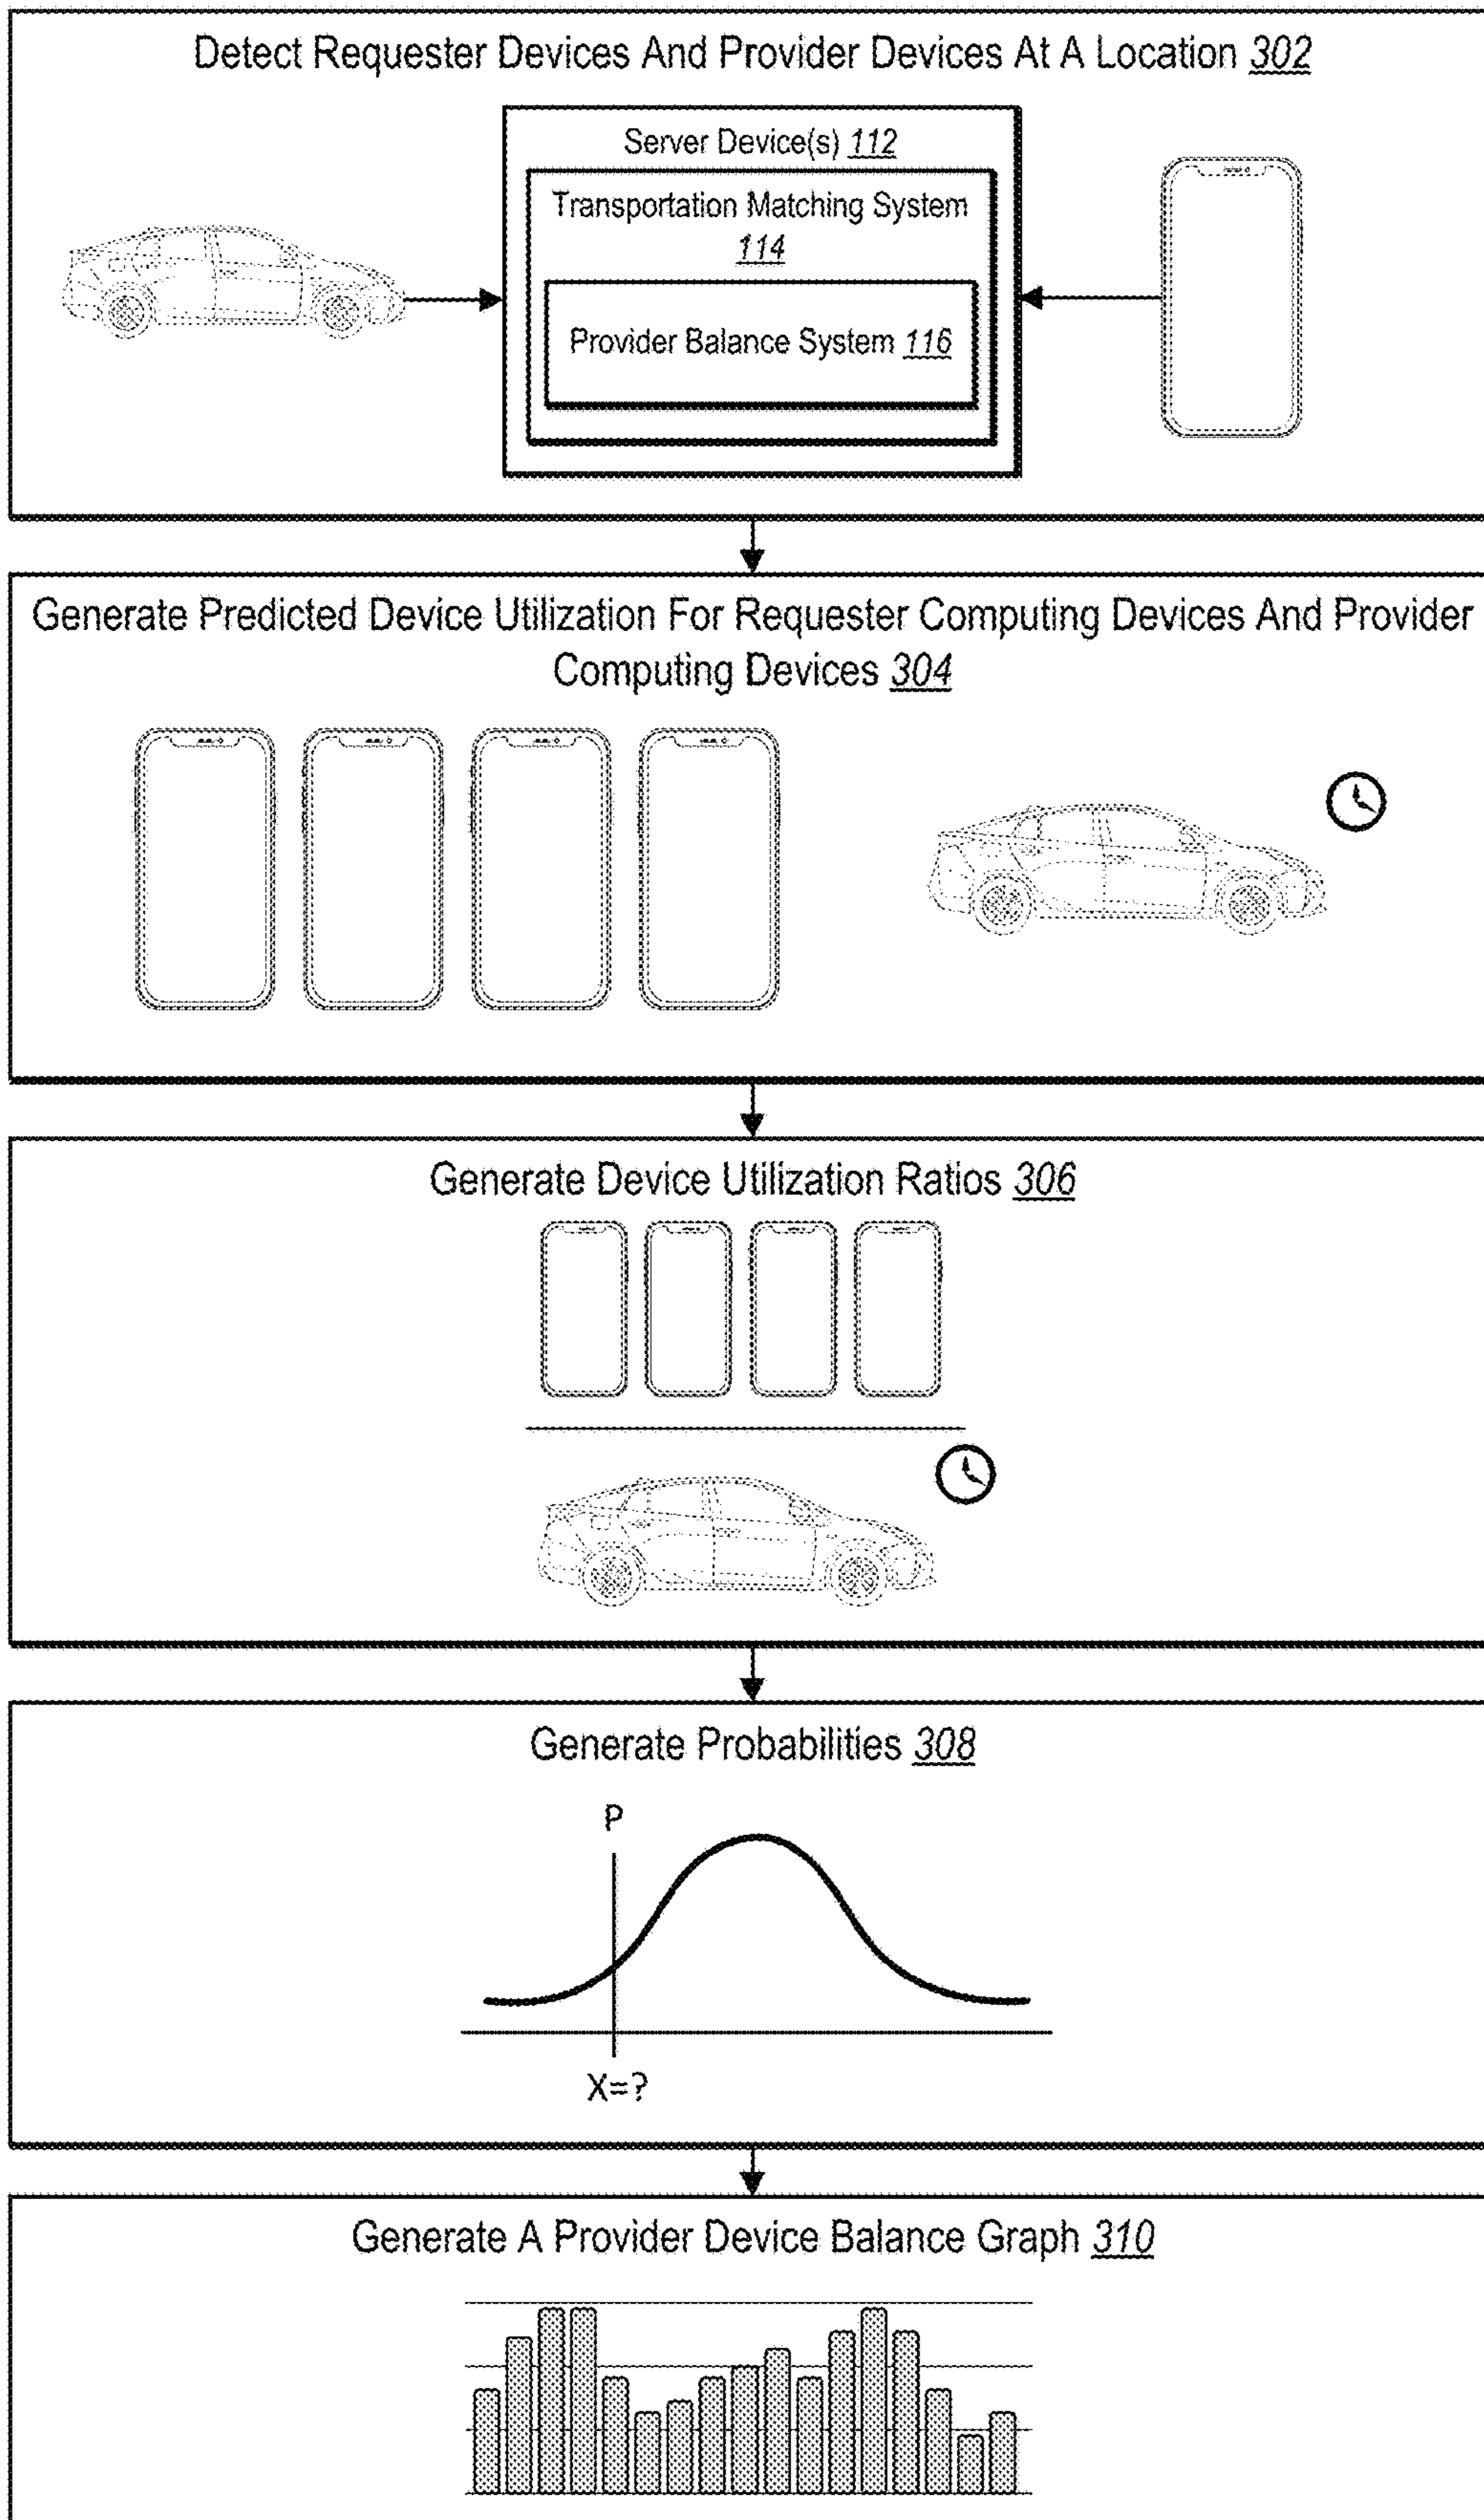 Detect Requester Devices And Provider Devices At A Location 302
Server Device(s) 112
Transportation Matching System
114
Provider Balance System 116
Generate Predicted Device Utilization For Requester Computing Devices And Provider
Computing Devices 304
Generate Device Utilization Ratios 306
Generate Probabilities 308
P
X=?
Generate A Provider Device Balance Graph 310